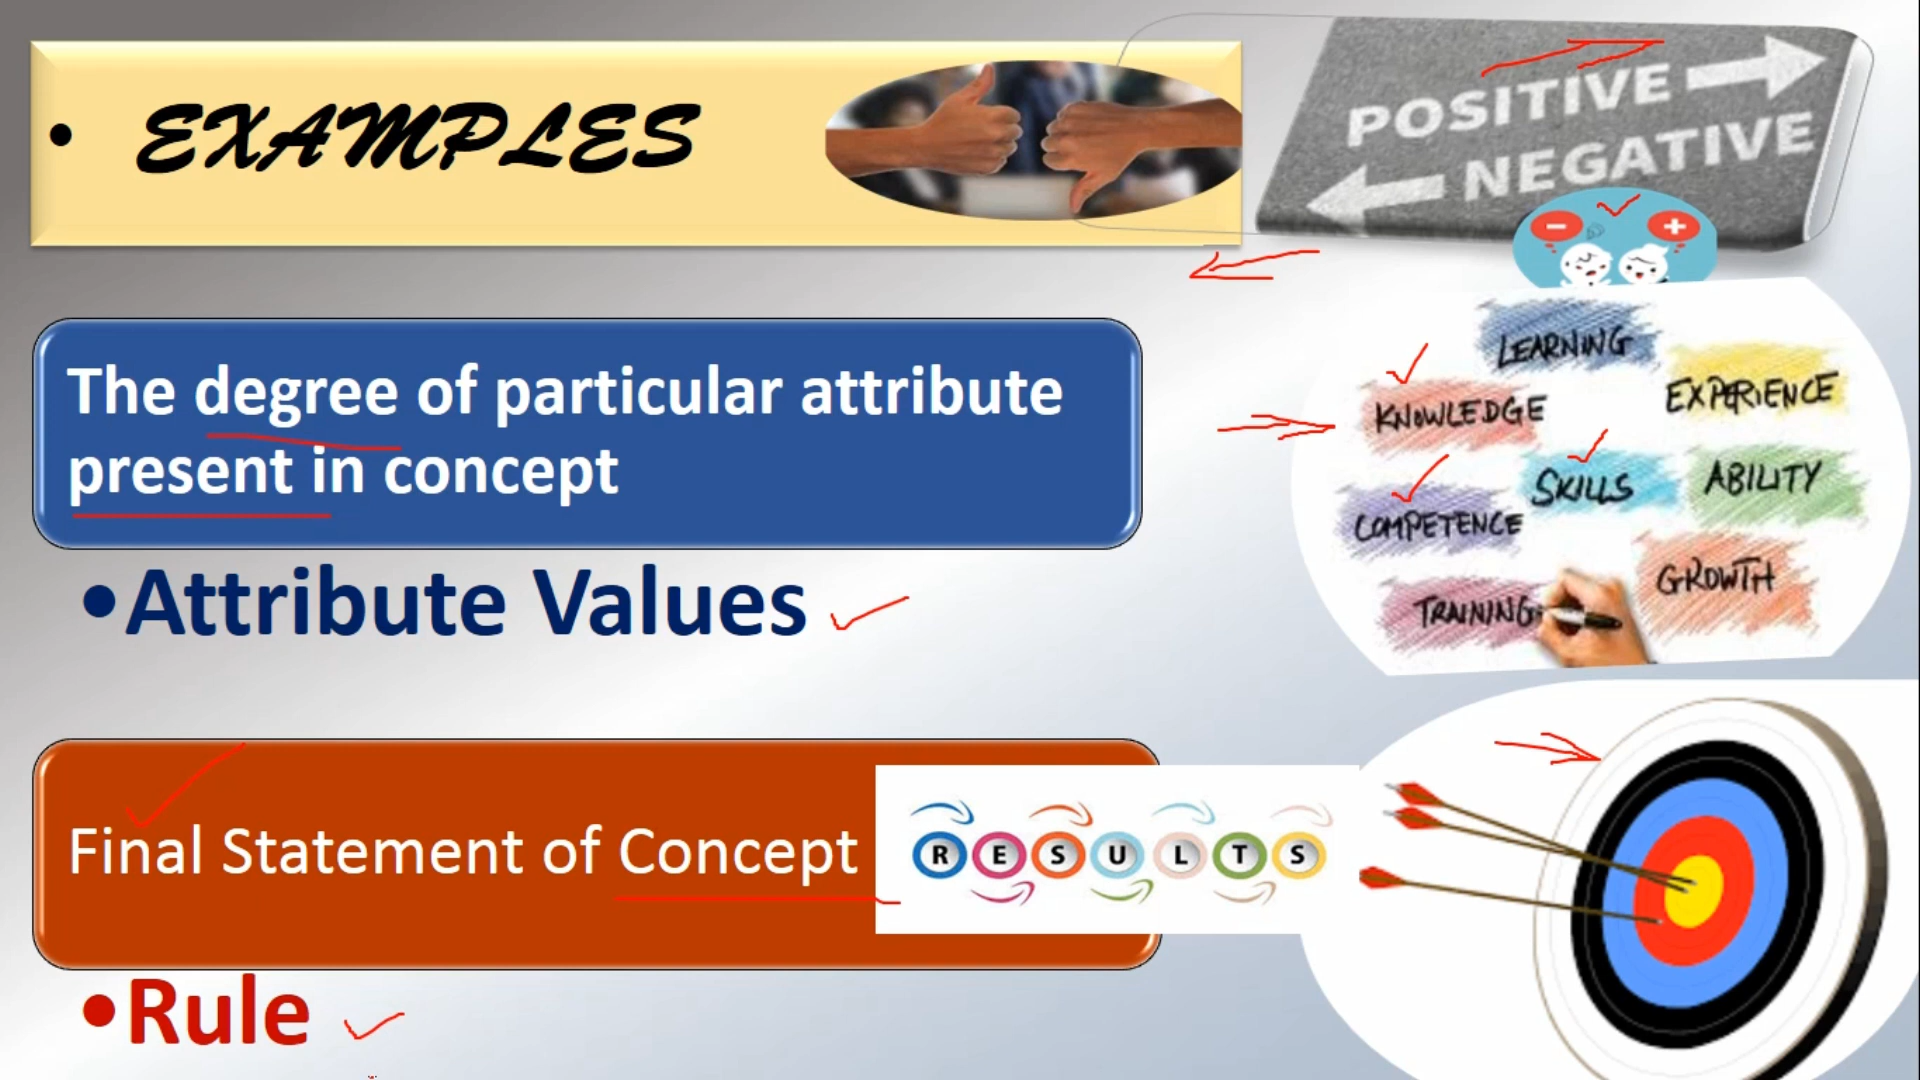 • EXAMPLES
POSITIVE
NEGATIVE
The degree of particular attribute
present in concept
•Attribute Values
LEARNING
EXPERIENCE
KNOWLEDGE
SKILLS
ABILITY
COMPETENCE
GROWTH
TRAINING
Final Statement of Concept
RESULTS
•Rule